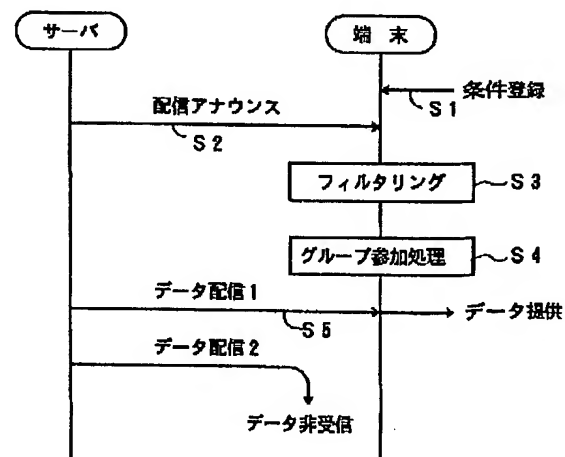 サーバ
端末
条件登録
S1
配信アナウンス
S2
フィルタリング
S3
グループ参加処理
S4
データ配信1
データ提供
S5
データ配信2
データ非受信